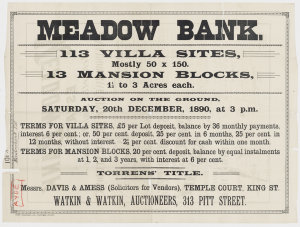 MEADOW BANK.
113 VILLA SITES,
Mostly 50 x 150.
13 MANSION BLOCKS,
1½ to 3 Acres each.
AUCTION ON THE GROUND,
SATURDAY, 20th DECEMBER, 1890, at 3 p.m.
TERMS FOR VILLA SITES, £5 per Lot deposit, balance by 36 monthly payments,
interest 6 per cent; or, 50 per cent. deposit, 25 per cent. in 6 months, 25 per cent in
12 months, without interest. 2½ per cent discount for cash within one month.
TERMS FOR MANSION BLOCKS, 20 per cent. deposit, balance by equal instalments
at 1, 2, and 3 years, with interest at 6 per cent.
TORRENS' TITLE.
Messrs. DAVIS & AMESS (Solicitors for Vendors), TEMPLE COURT, KING ST.
WATKIN & WATKIN, AUCTIONEERS, 313 PITT STREET.